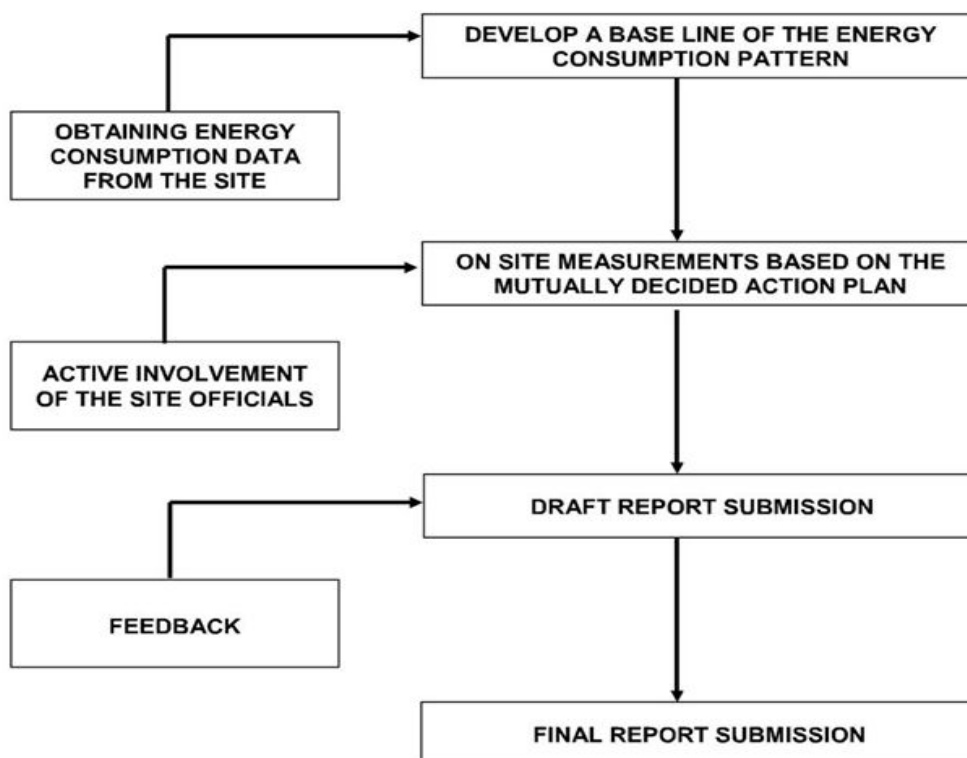 DEVELOP A BASE LINE OF THE ENERGY
CONSUMPTION PATTERN
OBTAINING ENERGY
CONSUMPTION DATA
FROM THE SITE
ON SITE MEASUREMENTS BASED ON THE
MUTUALLY DECIDED ACTION PLAN
ACTIVE INVOLVEMENT
OF THE SITE OFFICIALS
DRAFT REPORT SUBMISSION
FEEDBACK
FINAL REPORT SUBMISSION